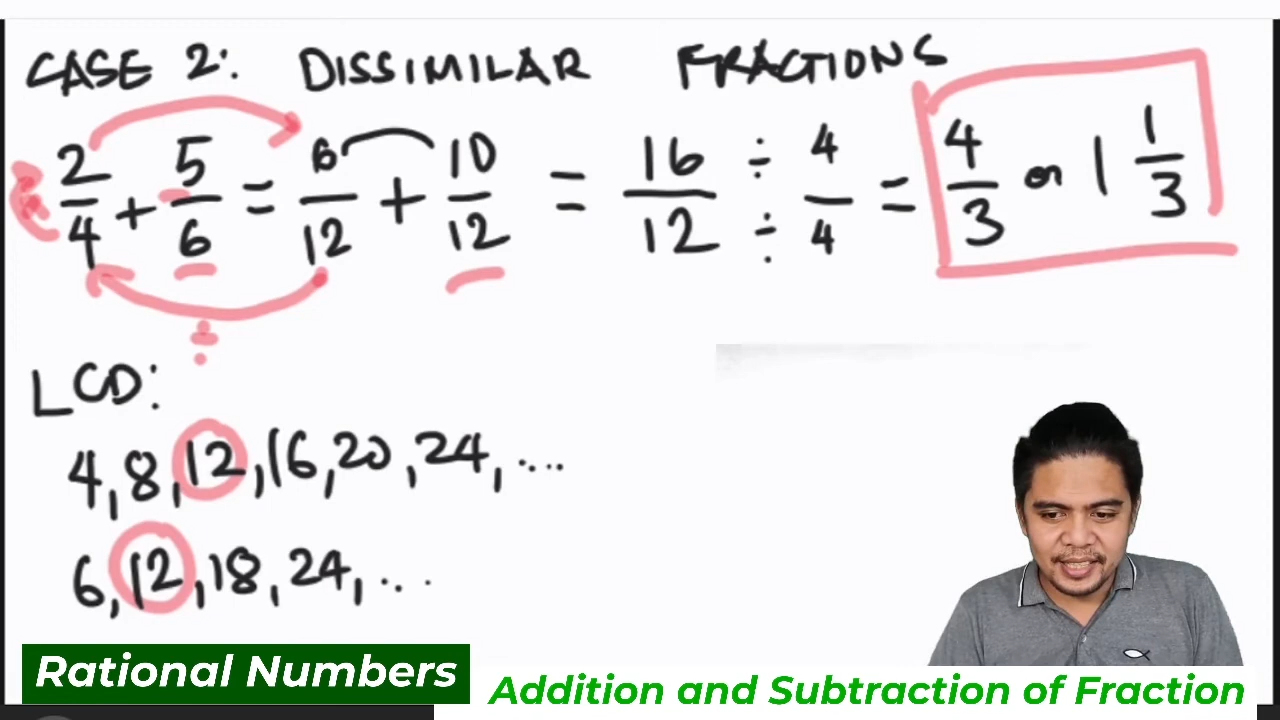 CASE 2: DISSIMILAR FRACTIONS
2/4 + 5/6 = 6/12 + 10/12 = 16/12 ÷ 4/4 = 4/3 or 1 1/3
÷
LCD:
4, 8, 12, 16, 20, 24, ....
6, 12, 18, 24, ...
Rational Numbers
Addition and Subtraction of Fraction